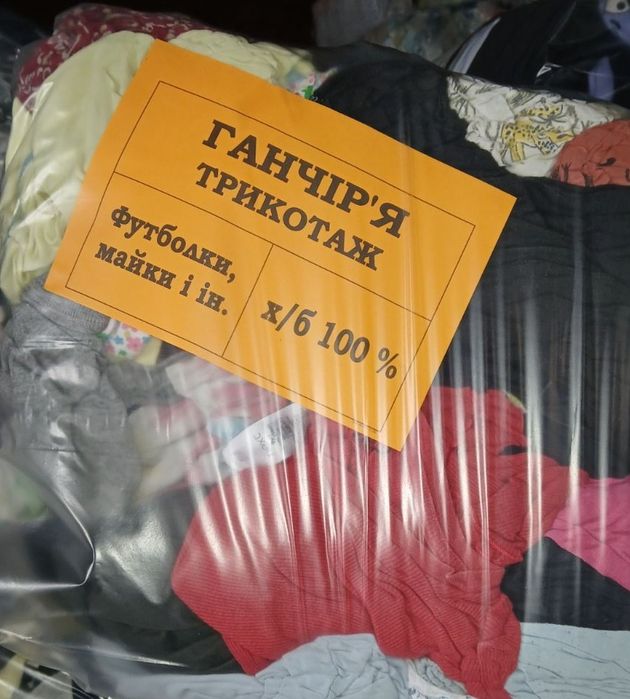 ГАНЧІР'Я
ТРИКОТАЖ
Футболки,
майки і ін.
х/б 100 %